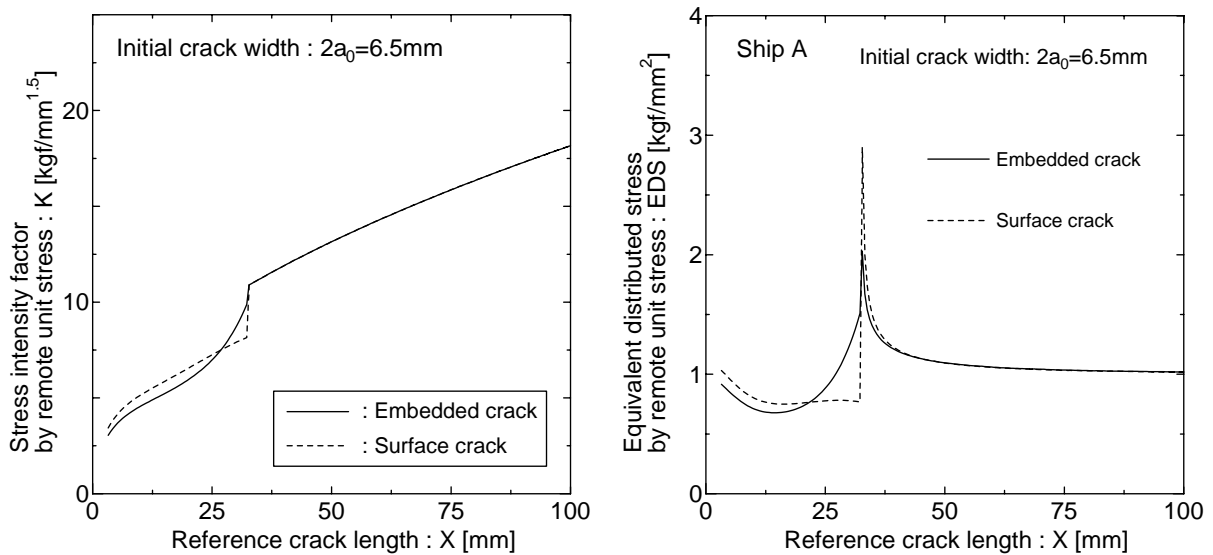 Initial crack width : 2a0=6.5mm
Stress intensity factor
by remote unit stress : K [kgf/mm1.5]
20
10
0
: Embedded crack
: Surface crack
0
25
50
75
100
Reference crack length : X [mm]
Ship A
Initial crack width: 2a0=6.5mm
Equivalent distributed stress
by remote unit stress : EDS [kgf/mm2]
4
3
2
1
0
Embedded crack
Surface crack
0
25
50
75
100
Reference crack length : X [mm]